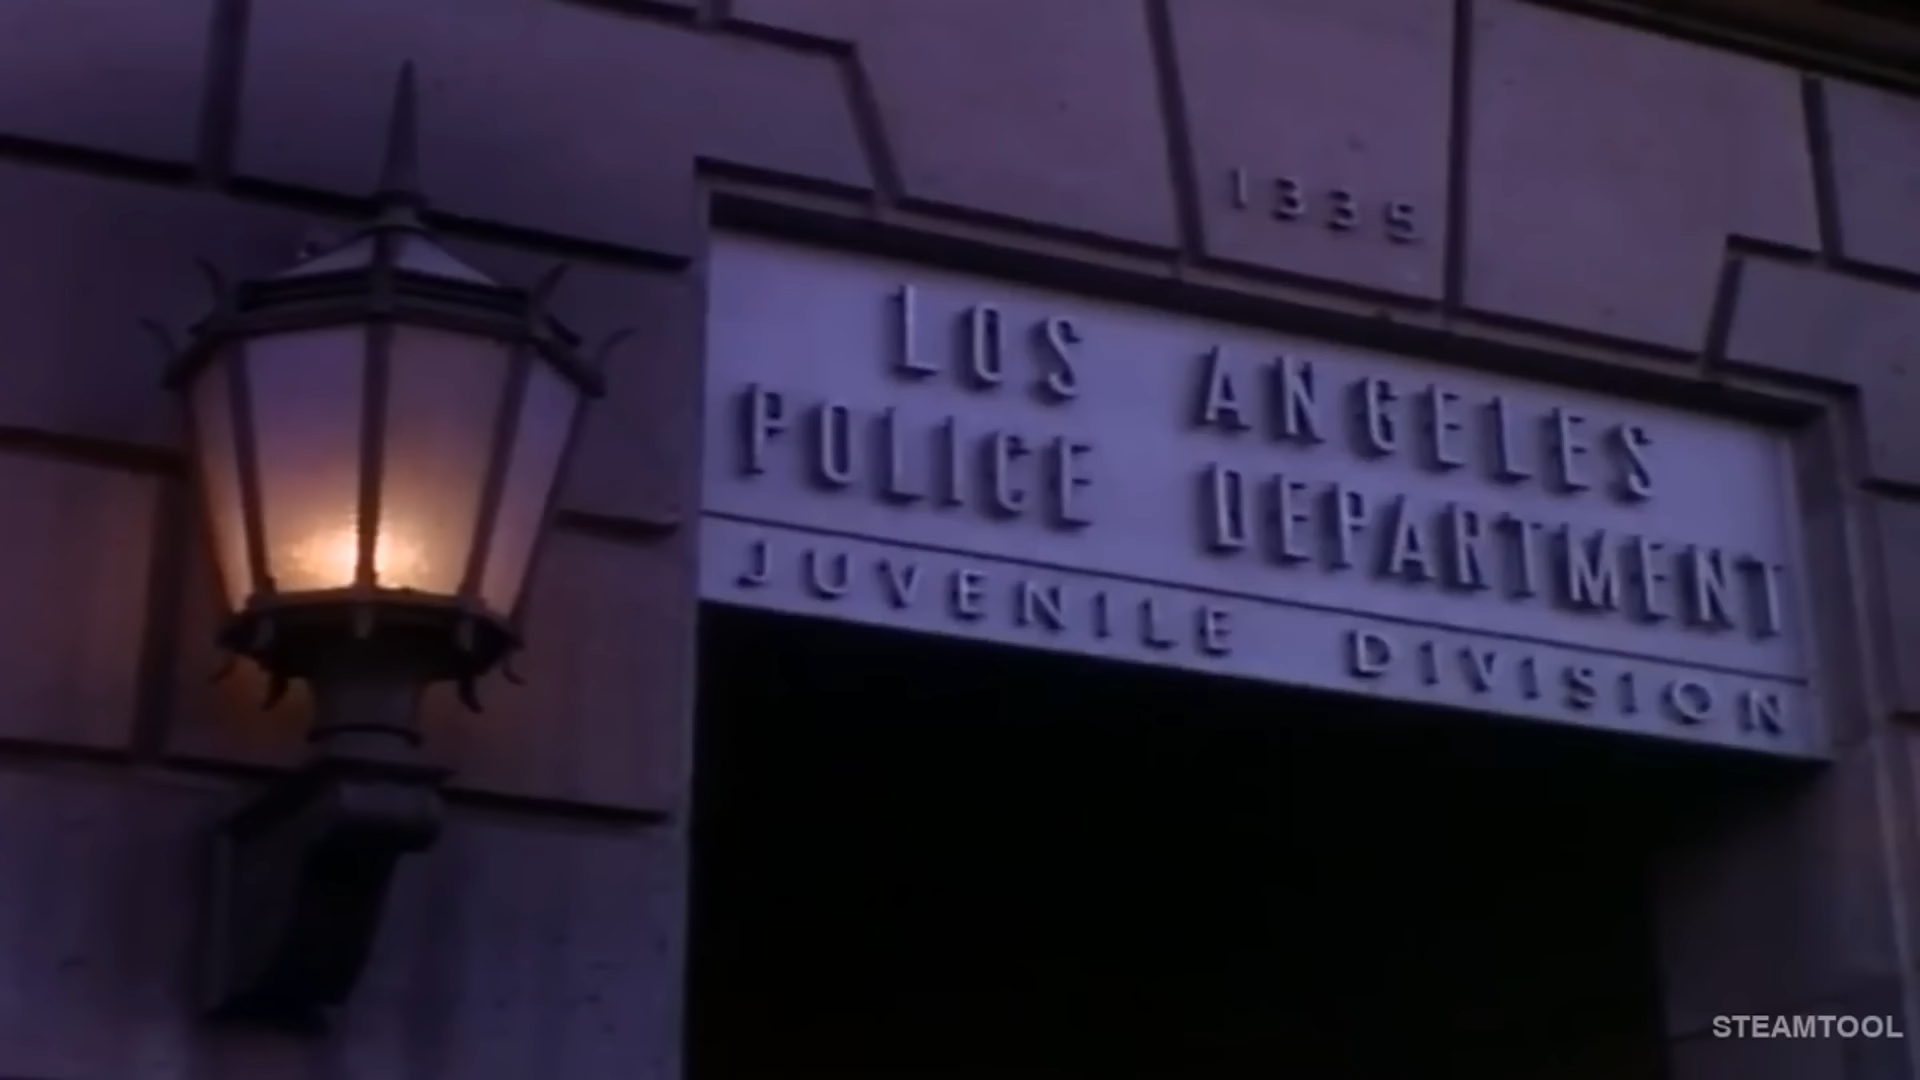 1335
LOS ANGELES
POLICE DEPARTMENT
JUVENILE DIVISION
STEAMTOOL